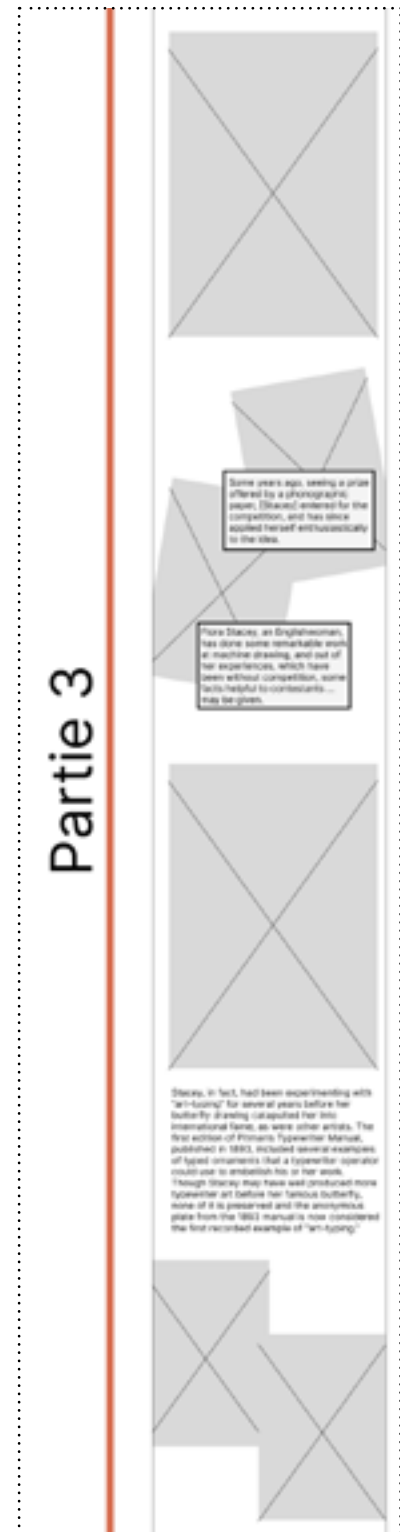 Partie 3
Some years ago, seeing a prize
offered by a phonographic
paper, [Stacey] entered for the
competition, and has since
applied herself enthusiastically
to the idea.
Flora Stacey, an Englishwoman,
has done some remarkable work
at machine drawing, and out of
her experiences, which have
been without competition, some
facts helpful to contestants ...
may be given.
Stacey, in fact, had been experimenting with
"art-typing" for several years before her
butterfly drawing catapulted her into
international fame, as were other artists. The
first edition of Pitman's Typewriter Manual,
published in 1893, included several examples
of typed ornaments that a typewriter operator
could use to embellish his or her work.
Though Stacey may have well produced more
typewriter art before her famous butterfly,
none of it is preserved and the anonymous
plate from the 1893 manual is now considered
the first recorded example of "art-typing."